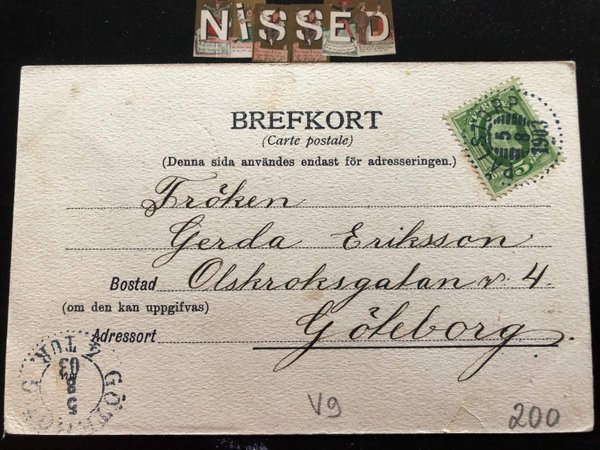 NISSED
BREFKORT
(Carte postale)
(Denna sida användes endast för adresseringen.)
Fröken
Gerda Eriksson
Bostad Olskroksgatan 4.
(om den kan uppgifvas)
Adressort Göteborg
V9
200